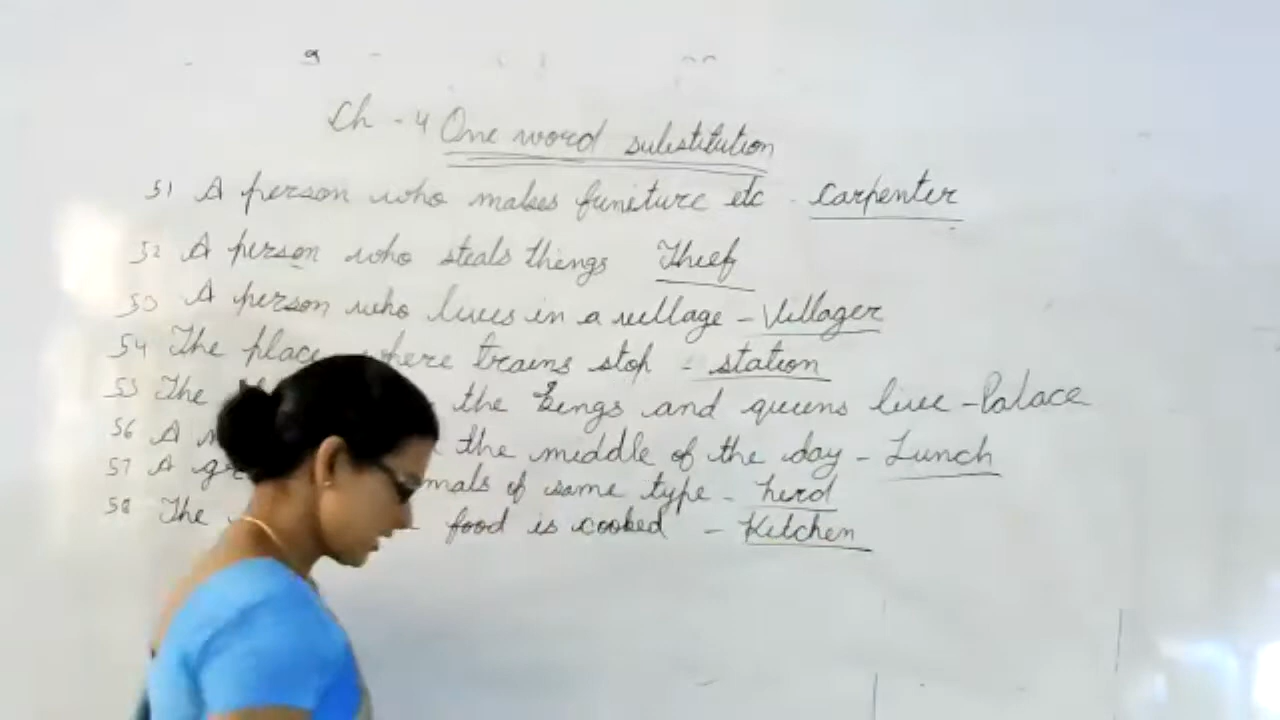 Ch - 4 One word substitution
51 A person who makes funiture etc - Carpenter
52 A person who steals things Thief
53 A person who lives in a village - Villager
54 The place where trains stop - station
55 The the kings and queens live - Palace
56 A the middle of the day - Lunch
57 A of same type - herd
58 The food is cooked - Kitchen